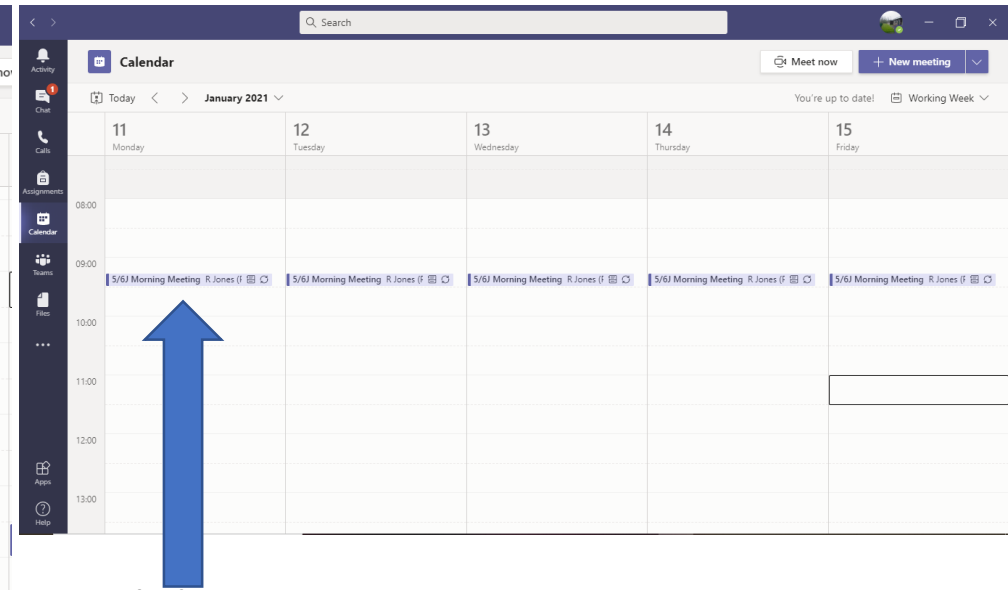 Search
Activity
Calendar
Meet now
+ New meeting
1
Chat
Today < > January 2021
You're up to date!
Working Week
Calls
11
Monday
12
Tuesday
13
Wednesday
14
Thursday
15
Friday
Assignments
Calendar
Teams
Files
Apps
Help
08:00
09:00
5/6J Morning Meeting R Jones
5/6J Morning Meeting R Jones
5/6J Morning Meeting R Jones
5/6J Morning Meeting R Jones
5/6J Morning Meeting R Jones
10:00
11:00
12:00
13:00